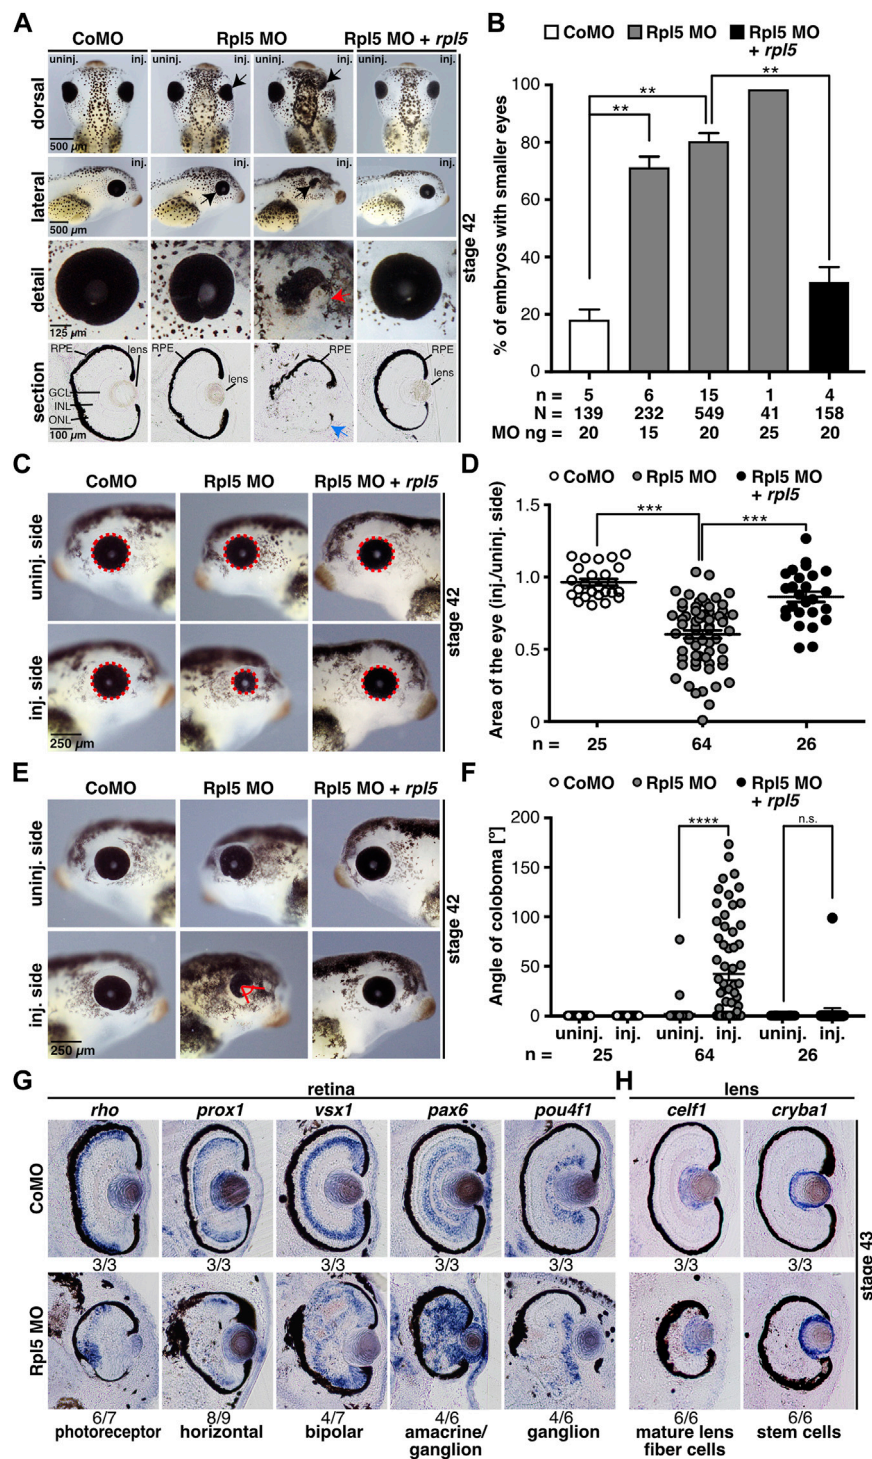 A
CoMO Rpl5 MO Rpl5 MO + rpl5
uninj. inj. uninj. inj. uninj. inj. uninj. inj.
dorsal
500 µm
inj. inj. inj. inj.
lateral
500 µm
detail
125 µm
section
RPE lens RPE RPE RPE
GCL lens lens
INL
ONL
100 µm
stage 42
B
CoMO Rpl5 MO Rpl5 MO
+ rpl5
% of embryos with smaller eyes
100
80
60
40
20
0
** ** **
n = 5 6 15 1 4
N = 139 232 549 41 158
MO ng = 20 15 20 25 20
C
CoMO Rpl5 MO Rpl5 MO + rpl5
uninj. side
inj. side
250 µm
stage 42
D
CoMO Rpl5 MO Rpl5 MO
+ rpl5
Area of the eye (inj./uninj. side)
1.5
1.0
0.5
0
*** ***
n = 25 64 26
E
CoMO Rpl5 MO Rpl5 MO + rpl5
uninj. side
inj. side
250 µm
stage 42
F
CoMO Rpl5 MO Rpl5 MO
+ rpl5
Angle of coloboma [º]
200
150
100
50
0
**** n.s.
uninj. inj. uninj. inj. uninj. inj.
n = 25 64 26
G
retina
rho prox1 vsx1 pax6 pou4f1
CoMO
3/3 3/3 3/3 3/3 3/3
Rpl5 MO
6/7 8/9 4/7 4/6 4/6
photoreceptor horizontal bipolar amacrine/ ganglion
ganglion
H
lens
celf1 cryba1
3/3 3/3
6/6 6/6
mature lens stem cells
fiber cells
stage 43